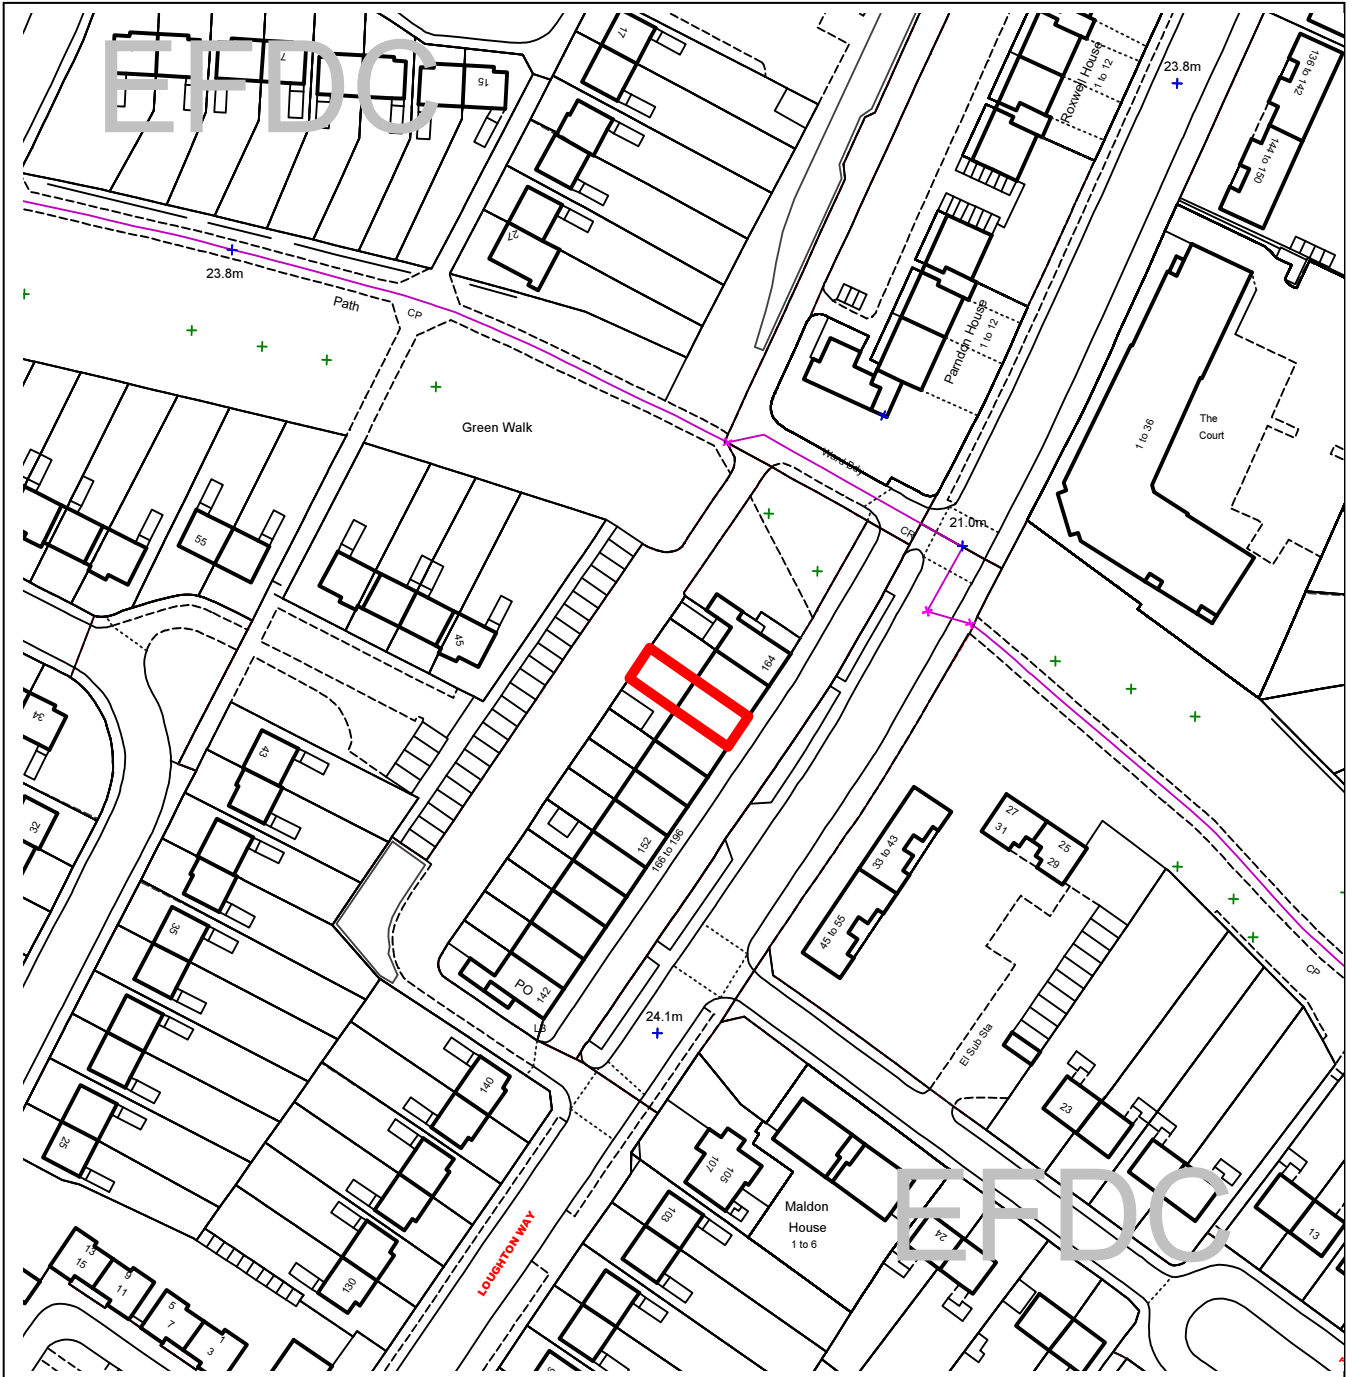 EFDC
7
15
17
27
23.8m
Path
CP
Green Walk
Roxwell House
1 to 12
23.8m
136 to 142
144 to 150
Parndon House
1 to 12
1 to 36
The
Court
Ward Bdy
21.0m
CR
55
45
34
32
43
35
25
164
152
166 to 196
PO
142
LB
24.1m
33 to 43
45 to 55
27
31
25
29
CP
El Sub Sta
23
13
24
140
130
107
105
103
Maldon
House
1 to 6
EFDC
LOUGHTON WAY
13
15
9
11
5
7
1
3